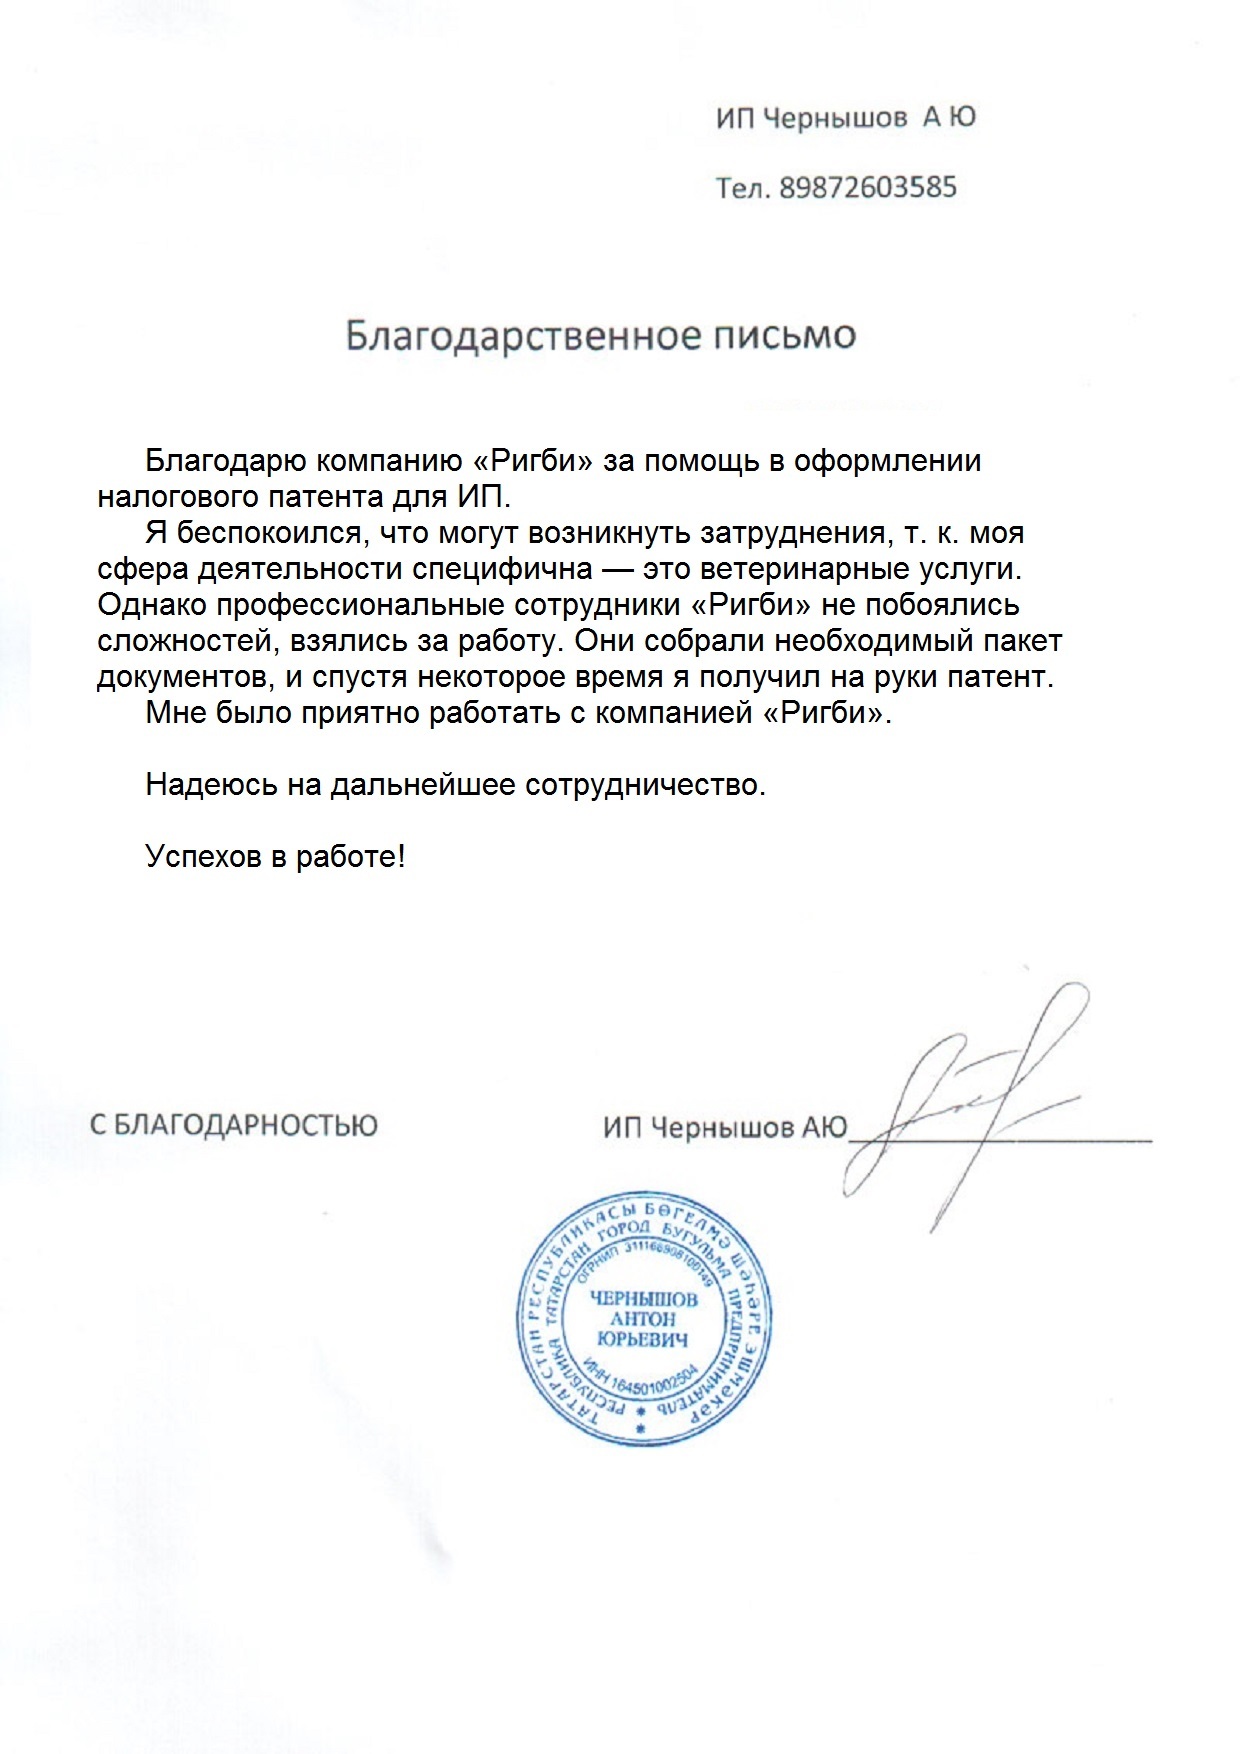 ИП Чернышов А Ю
Тел. 89872603585
Благодарственное письмо
Благодарю компанию «Ригби» за помощь в оформлении
налогового патента для ИП.
Я беспокоился, что могут возникнуть затруднения, т. к. моя
сфера деятельности специфична — это ветеринарные услуги.
Однако профессиональные сотрудники «Ригби» не побоялись
сложностей, взялись за работу. Они собрали необходимый пакет
документов, и спустя некоторое время я получил на руки патент.
Мне было приятно работать с компанией «Ригби».
Надеюсь на дальнейшее сотрудничество.
Успехов в работе!
С БЛАГОДАРНОСТЬЮ
ИП Чернышов АЮ
ТАТАРСТАН РЕСПУБЛИКАСЫ БӨГЕЛМӘ ШӘҺӘРЕ ЭШМӘКӘР
РЕСПУБЛИКА ТАТАРСТАН ГОРОД БУГУЛЬМА ПРЕДПРИНИМАТЕЛЬ
ОГРНИП
ЧЕРНЫШОВ
АНТОН
ЮРЬЕВИЧ
ИНН 164501002504